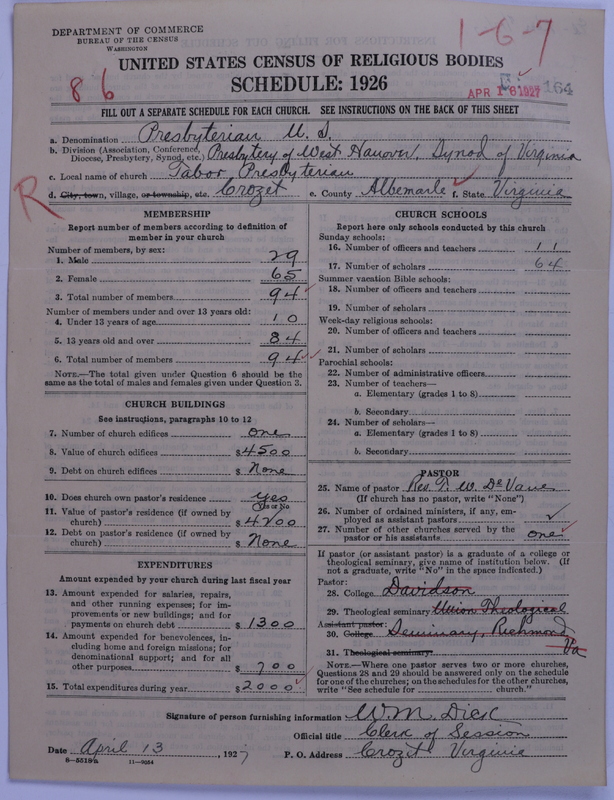 DEPARTMENT OF COMMERCE
BUREAU OF THE CENSUS
WASHINGTON
1-6-7
UNITED STATES CENSUS OF RELIGIOUS BODIES
86
SCHEDULE: 1926
APR 16 1927
164
FILL OUT A SEPARATE SCHEDULE FOR EACH CHURCH. SEE INSTRUCTIONS ON THE BACK OF THIS SHEET
a. Denomination Presbyterian U. S.
b. Division (Association, Conference, Diocese, Presbytery, Synod, etc.) Presbytery of West Hanover, Synod of Virginia
c. Local name of church Tabor Presbyterian
R
d. City, town, village, or township, etc. Crozet e. County Albemarle f. State Virginia
MEMBERSHIP
Report number of members according to definition of
member in your church
Number of members, by sex:
1. Male 29
2. Female 65
3. Total number of members 94
Number of members under and over 13 years old:
4. Under 13 years of age 10
5. 13 years old and over 84
6. Total number of members 94
NOTE.—The total given under Question 6 should be the
same as the total of males and females given under Question 3.
CHURCH BUILDINGS
See instructions, paragraphs 10 to 12
7. Number of church edifices one
8. Value of church edifices $4500
9. Debt on church edifices $ None
10. Does church own pastor's residence yes
Yes or No
11. Value of pastor's residence (if owned by
church) $4200
12. Debt on pastor's residence (if owned by
church) $ None
EXPENDITURES
Amount expended by your church during last fiscal year
13. Amount expended for salaries, repairs,
and other running expenses; for im-
provements or new buildings; and for
payments on church debt $1300
14. Amount expended for benevolences, in-
cluding home and foreign missions; for
denominational support; and for all
other purposes $700
15. Total expenditures during year $2000
CHURCH SCHOOLS
Report here only schools conducted by this church
Sunday schools:
16. Number of officers and teachers 11
17. Number of scholars 64
Summer vacation Bible schools:
18. Number of officers and teachers
19. Number of scholars
Week-day religious schools:
20. Number of officers and teachers
21. Number of scholars
Parochial schools:
22. Number of administrative officers
23. Number of teachers—
a. Elementary (grades 1 to 8)
b. Secondary
24. Number of scholars—
a. Elementary (grades 1 to 8)
b. Secondary
PASTOR
25. Name of pastor Rev. P. W. DeVane
(If church has no pastor, write "None")
26. Number of ordained ministers, if any, em-
ployed as assistant pastors
27. Number of other churches served by the
pastor or his assistants one
If pastor (or assistant pastor) is a graduate of a college or
theological seminary, give name of institution below. (If
not a graduate, write "No" in the space indicated.)
Pastor:
28. College Davidson
29. Theological seminary Union Theological
Assistant pastor:
30. College Seminary, Richmond
Va
31. Theological seminary
NOTE.—Where one pastor serves two or more churches,
Questions 28 and 29 should be answered only on the schedule
for one of the churches; on the schedules for the other churches,
write "See schedule for church."
Signature of person furnishing information W. M. Dick
Official title Clerk of Session
Date April 13, 1927 P. O. Address Crozet Virginia
8-5518a 11-9054